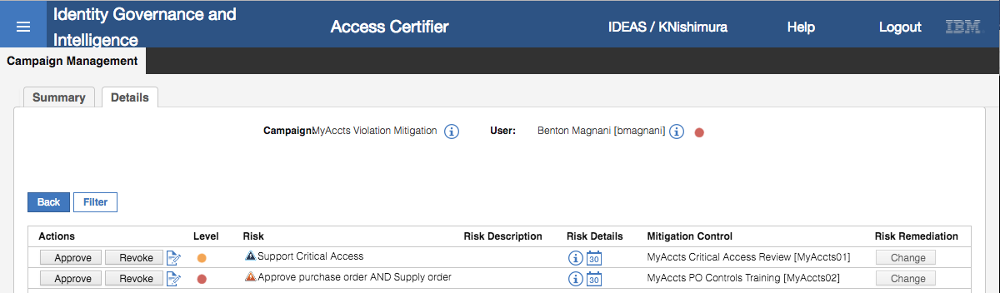 Identity Governance and
Intelligence
Access Certifier
IDEAS / KNishimura
Help
Logout
IBM
Campaign Management
Summary
Details
Campaign:
MyAccts Violation Mitigation
User:
Benton Magnani [bmagnani]
Back
Filter
Actions Level Risk Risk Description Risk Details Mitigation Control Risk Remediation
Approve Revoke Support Critical Access 30 MyAccts Critical Access Review [MyAccts01] Change
Approve Revoke Approve purchase order AND Supply order 30 MyAccts PO Controls Training [MyAccts02] Change